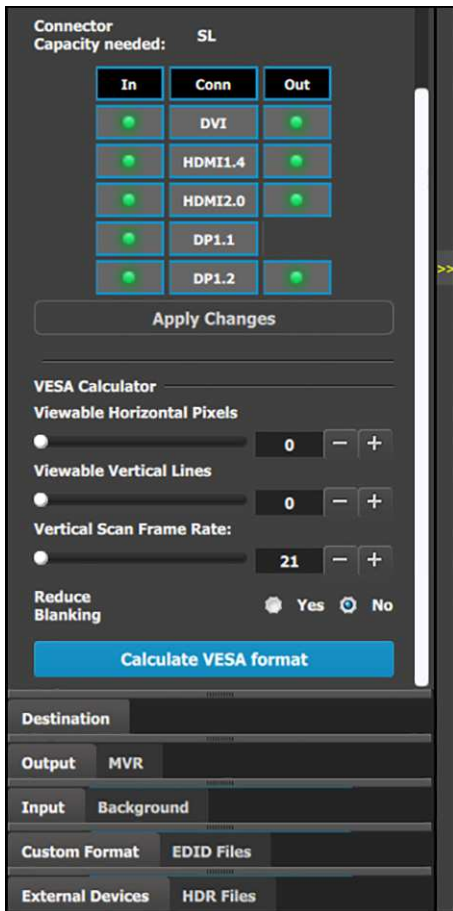 Connector
Capacity needed: SL
In Conn Out
DVI
HDMI1.4
HDMI2.0
DP1.1
DP1.2
Apply Changes
VESA Calculator
Viewable Horizontal Pixels
0 − +
Viewable Vertical Lines
0 − +
Vertical Scan Frame Rate:
21 − +
Reduce
Blanking Yes No
Calculate VESA format
Destination
Output MVR
Input Background
Custom Format EDID Files
External Devices HDR Files
>>